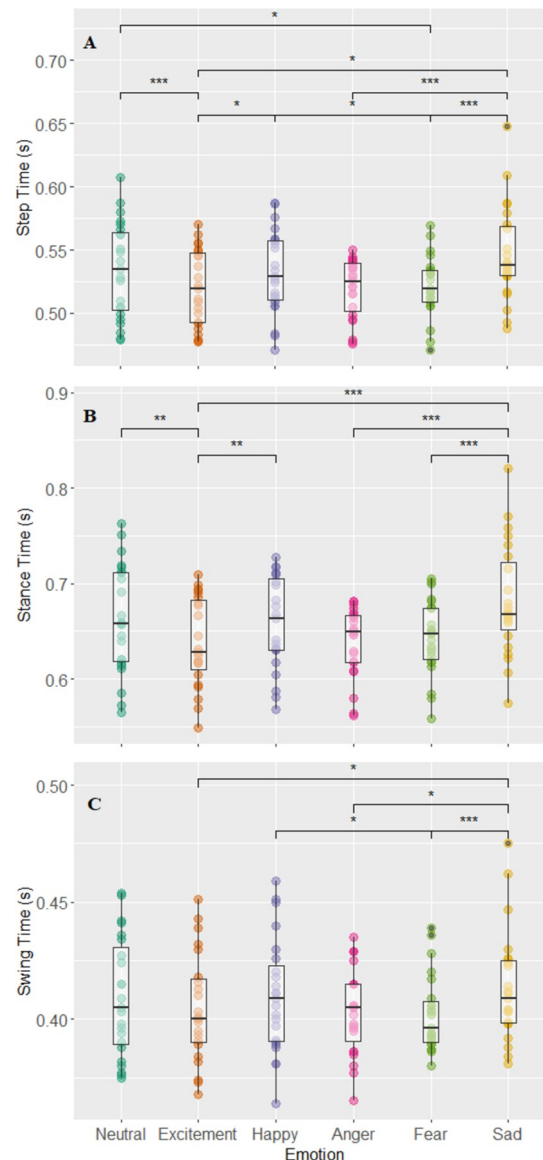 *
A
0.70
*
*** ***
* * ***
0.65
0.60
0.55
0.50
Step Time (s)
0.9
***
B
** ***
** ***
0.8
0.7
0.6
Stance Time (s)
0.50
*
C
*
* ***
0.45
0.40
Swing Time (s)
Neutral Excitement Happy Anger Fear Sad
Emotion